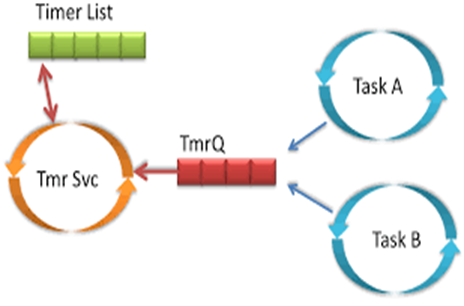 Timer List
Task A
TmrQ
Tmr Svc
Task B